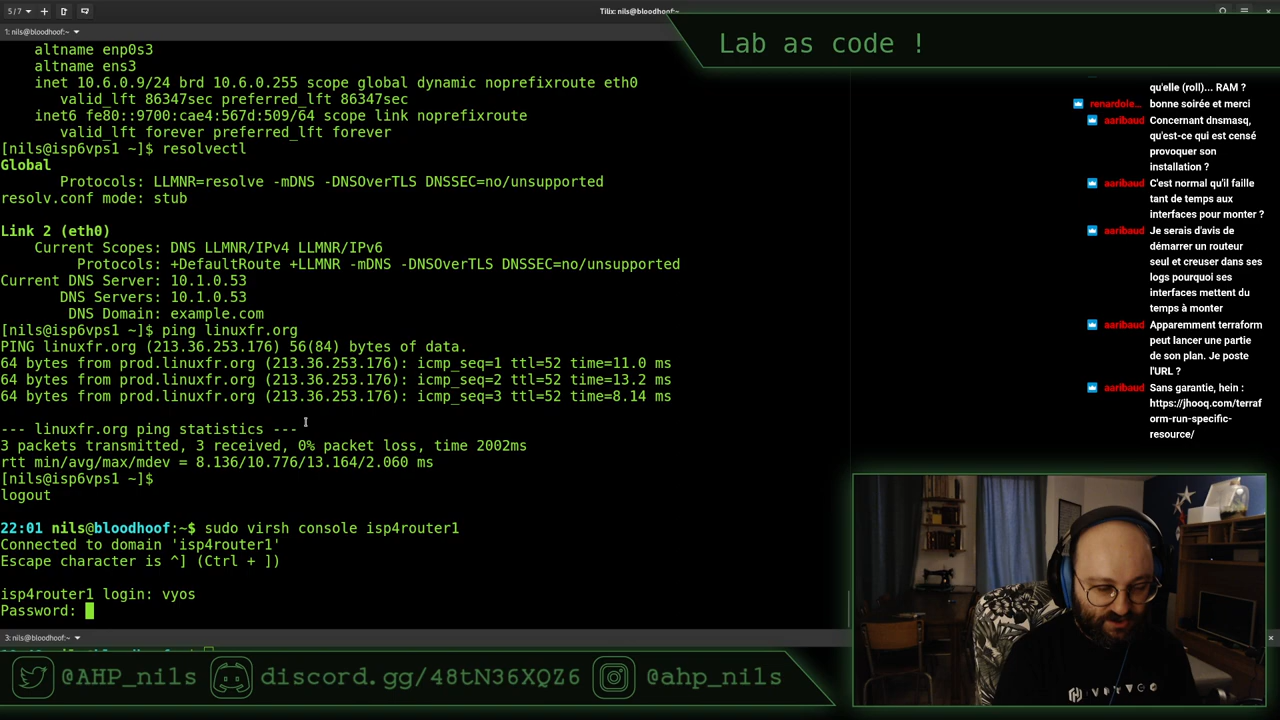 5 / 7
Tilix: nils@bloodhoof:~
1: nils@bloodhoof:~
Lab as code !
altname enp0s3
altname ens3
inet 10.6.0.9/24 brd 10.6.0.255 scope global dynamic noprefixroute eth0
valid_lft 86347sec preferred_lft 86347sec
inet6 fe80::9700:cae4:567d:509/64 scope link noprefixroute
valid_lft forever preferred_lft forever
[nils@isp6vps1 ~]$ resolvectl
Global
Protocols: LLMNR=resolve -mDNS -DNSOverTLS DNSSEC=no/unsupported
resolv.conf mode: stub
Link 2 (eth0)
Current Scopes: DNS LLMNR/IPv4 LLMNR/IPv6
Protocols: +DefaultRoute +LLMNR -mDNS -DNSOverTLS DNSSEC=no/unsupported
Current DNS Server: 10.1.0.53
DNS Servers: 10.1.0.53
DNS Domain: example.com
[nils@isp6vps1 ~]$ ping linuxfr.org
PING linuxfr.org (213.36.253.176) 56(84) bytes of data.
64 bytes from prod.linuxfr.org (213.36.253.176): icmp_seq=1 ttl=52 time=11.0 ms
64 bytes from prod.linuxfr.org (213.36.253.176): icmp_seq=2 ttl=52 time=13.2 ms
64 bytes from prod.linuxfr.org (213.36.253.176): icmp_seq=3 ttl=52 time=8.14 ms
--- linuxfr.org ping statistics ---
3 packets transmitted, 3 received, 0% packet loss, time 2002ms
rtt min/avg/max/mdev = 8.136/10.776/13.164/2.060 ms
[nils@isp6vps1 ~]$
logout
22:01 nils@bloodhoof:~$ sudo virsh console isp4router1
Connected to domain 'isp4router1'
Escape character is ^] (Ctrl + ])
isp4router1 login: vyos
Password:
3: nils@bloodhoof:~
qu'elle (roll)... RAM ?
renardole... bonne soirée et merci
aaribaud Concernant dnsmasq,
qu'est-ce qui est censé
provoquer son
installation ?
aaribaud C'est normal qu'il faille
tant de temps aux
interfaces pour monter ?
aaribaud Je serais d'avis de
démarrer un routeur
seul et creuser dans ses
logs pourquoi ses
interfaces mettent du
temps à monter
aaribaud Apparemment terraform
peut lancer une partie
de son plan. Je poste
l'URL ?
aaribaud Sans garantie, hein :
https://jhooq.com/terraf
orm-run-specific-
resource/
@AHP_nils
discord.gg/48tN36XQZ6
@ahp_nils